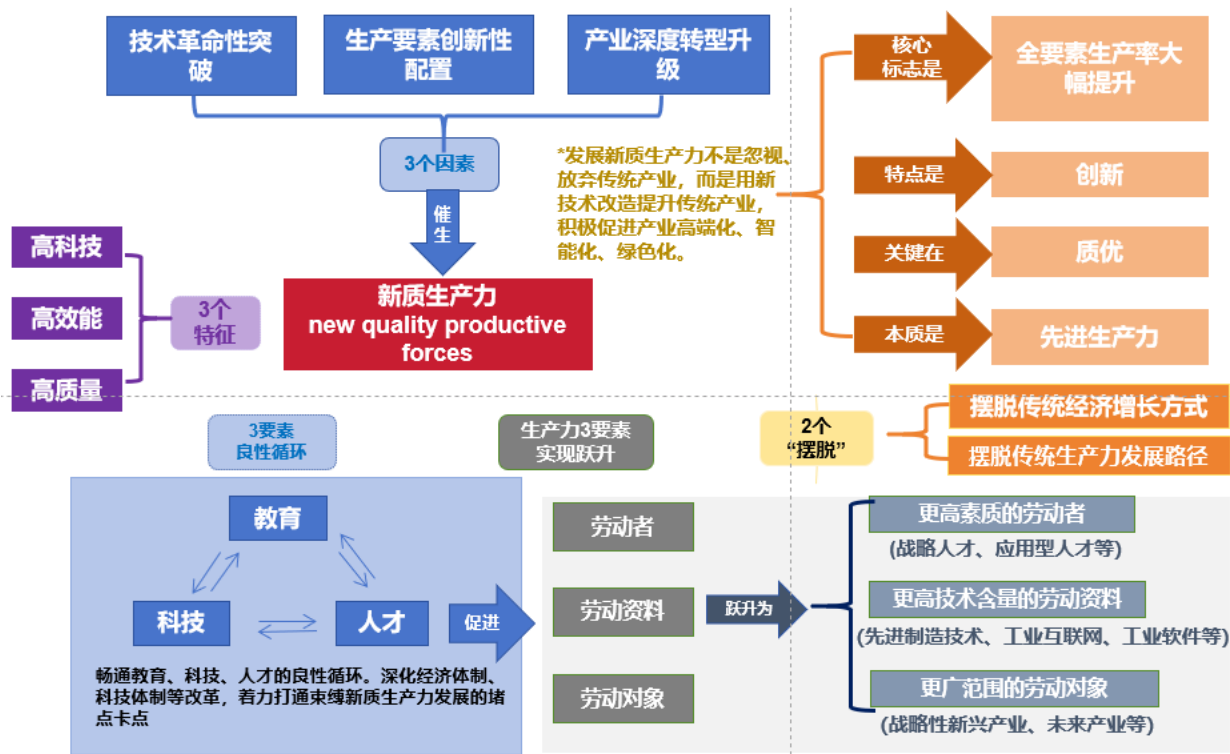 技术革命性突
破
生产要素创新性
配置
产业深度转型升
级
3个因素
催
生
*发展新质生产力不是忽视、
放弃传统产业，而是用新
技术改造提升传统产业，
积极促进产业高端化、智
能化、绿色化。
核心
标志是
全要素生产率大
幅提升
特点是
创新
关键在
质优
本质是
先进生产力
高科技
高效能
高质量
3个
特征
新质生产力
new quality productive
forces
3要素
良性循环
生产力3要素
实现跃升
2个
“摆脱”
摆脱传统经济增长方式
摆脱传统生产力发展路径
教育
科技
人才
促进
畅通教育、科技、人才的良性循环。深化经济体制、
科技体制等改革，着力打通束缚新质生产力发展的堵
点卡点
劳动者
劳动资料
劳动对象
跃升为
更高素质的劳动者
(战略人才、应用型人才等)
更高技术含量的劳动资料
(先进制造技术、工业互联网、工业软件等)
更广范围的劳动对象
(战略性新兴产业、未来产业等)